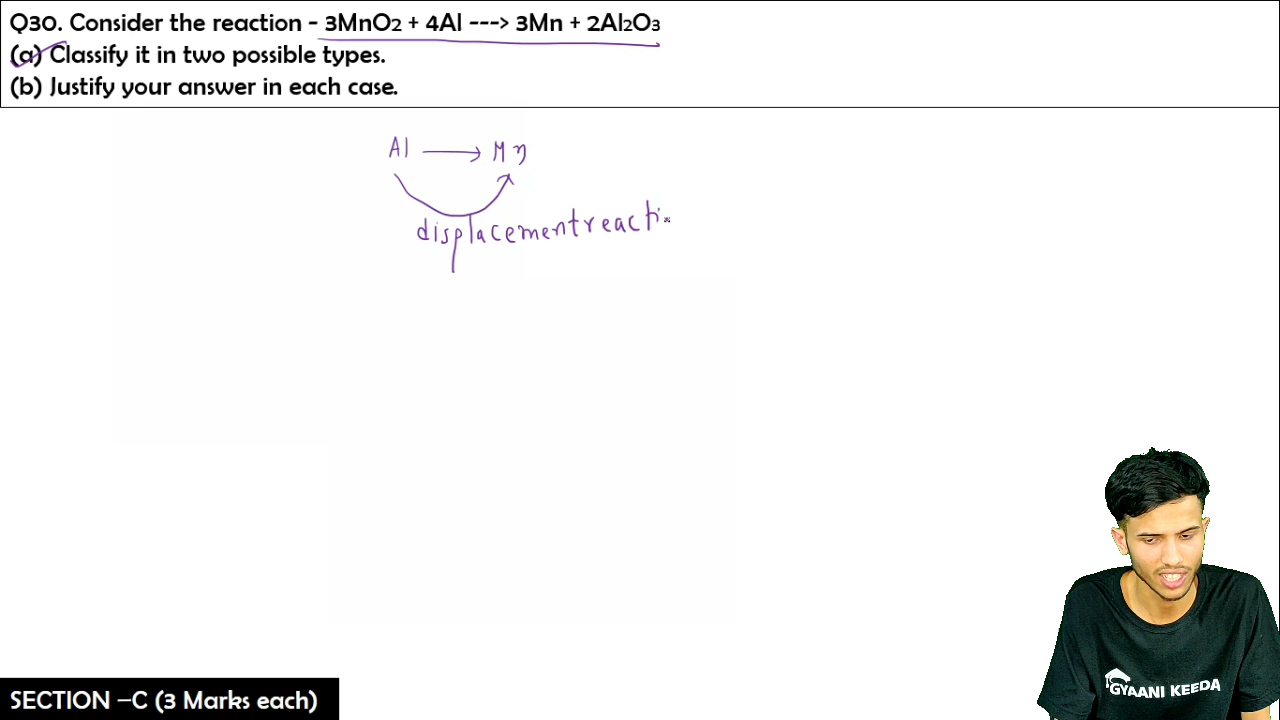 Q30. Consider the reaction - 3MnO2 + 4Al ---> 3Mn + 2Al2O3
(a) Classify it in two possible types.
(b) Justify your answer in each case.
Al → Mn
displacementreacti
GYAANI KEEDA
SECTION –C (3 Marks each)